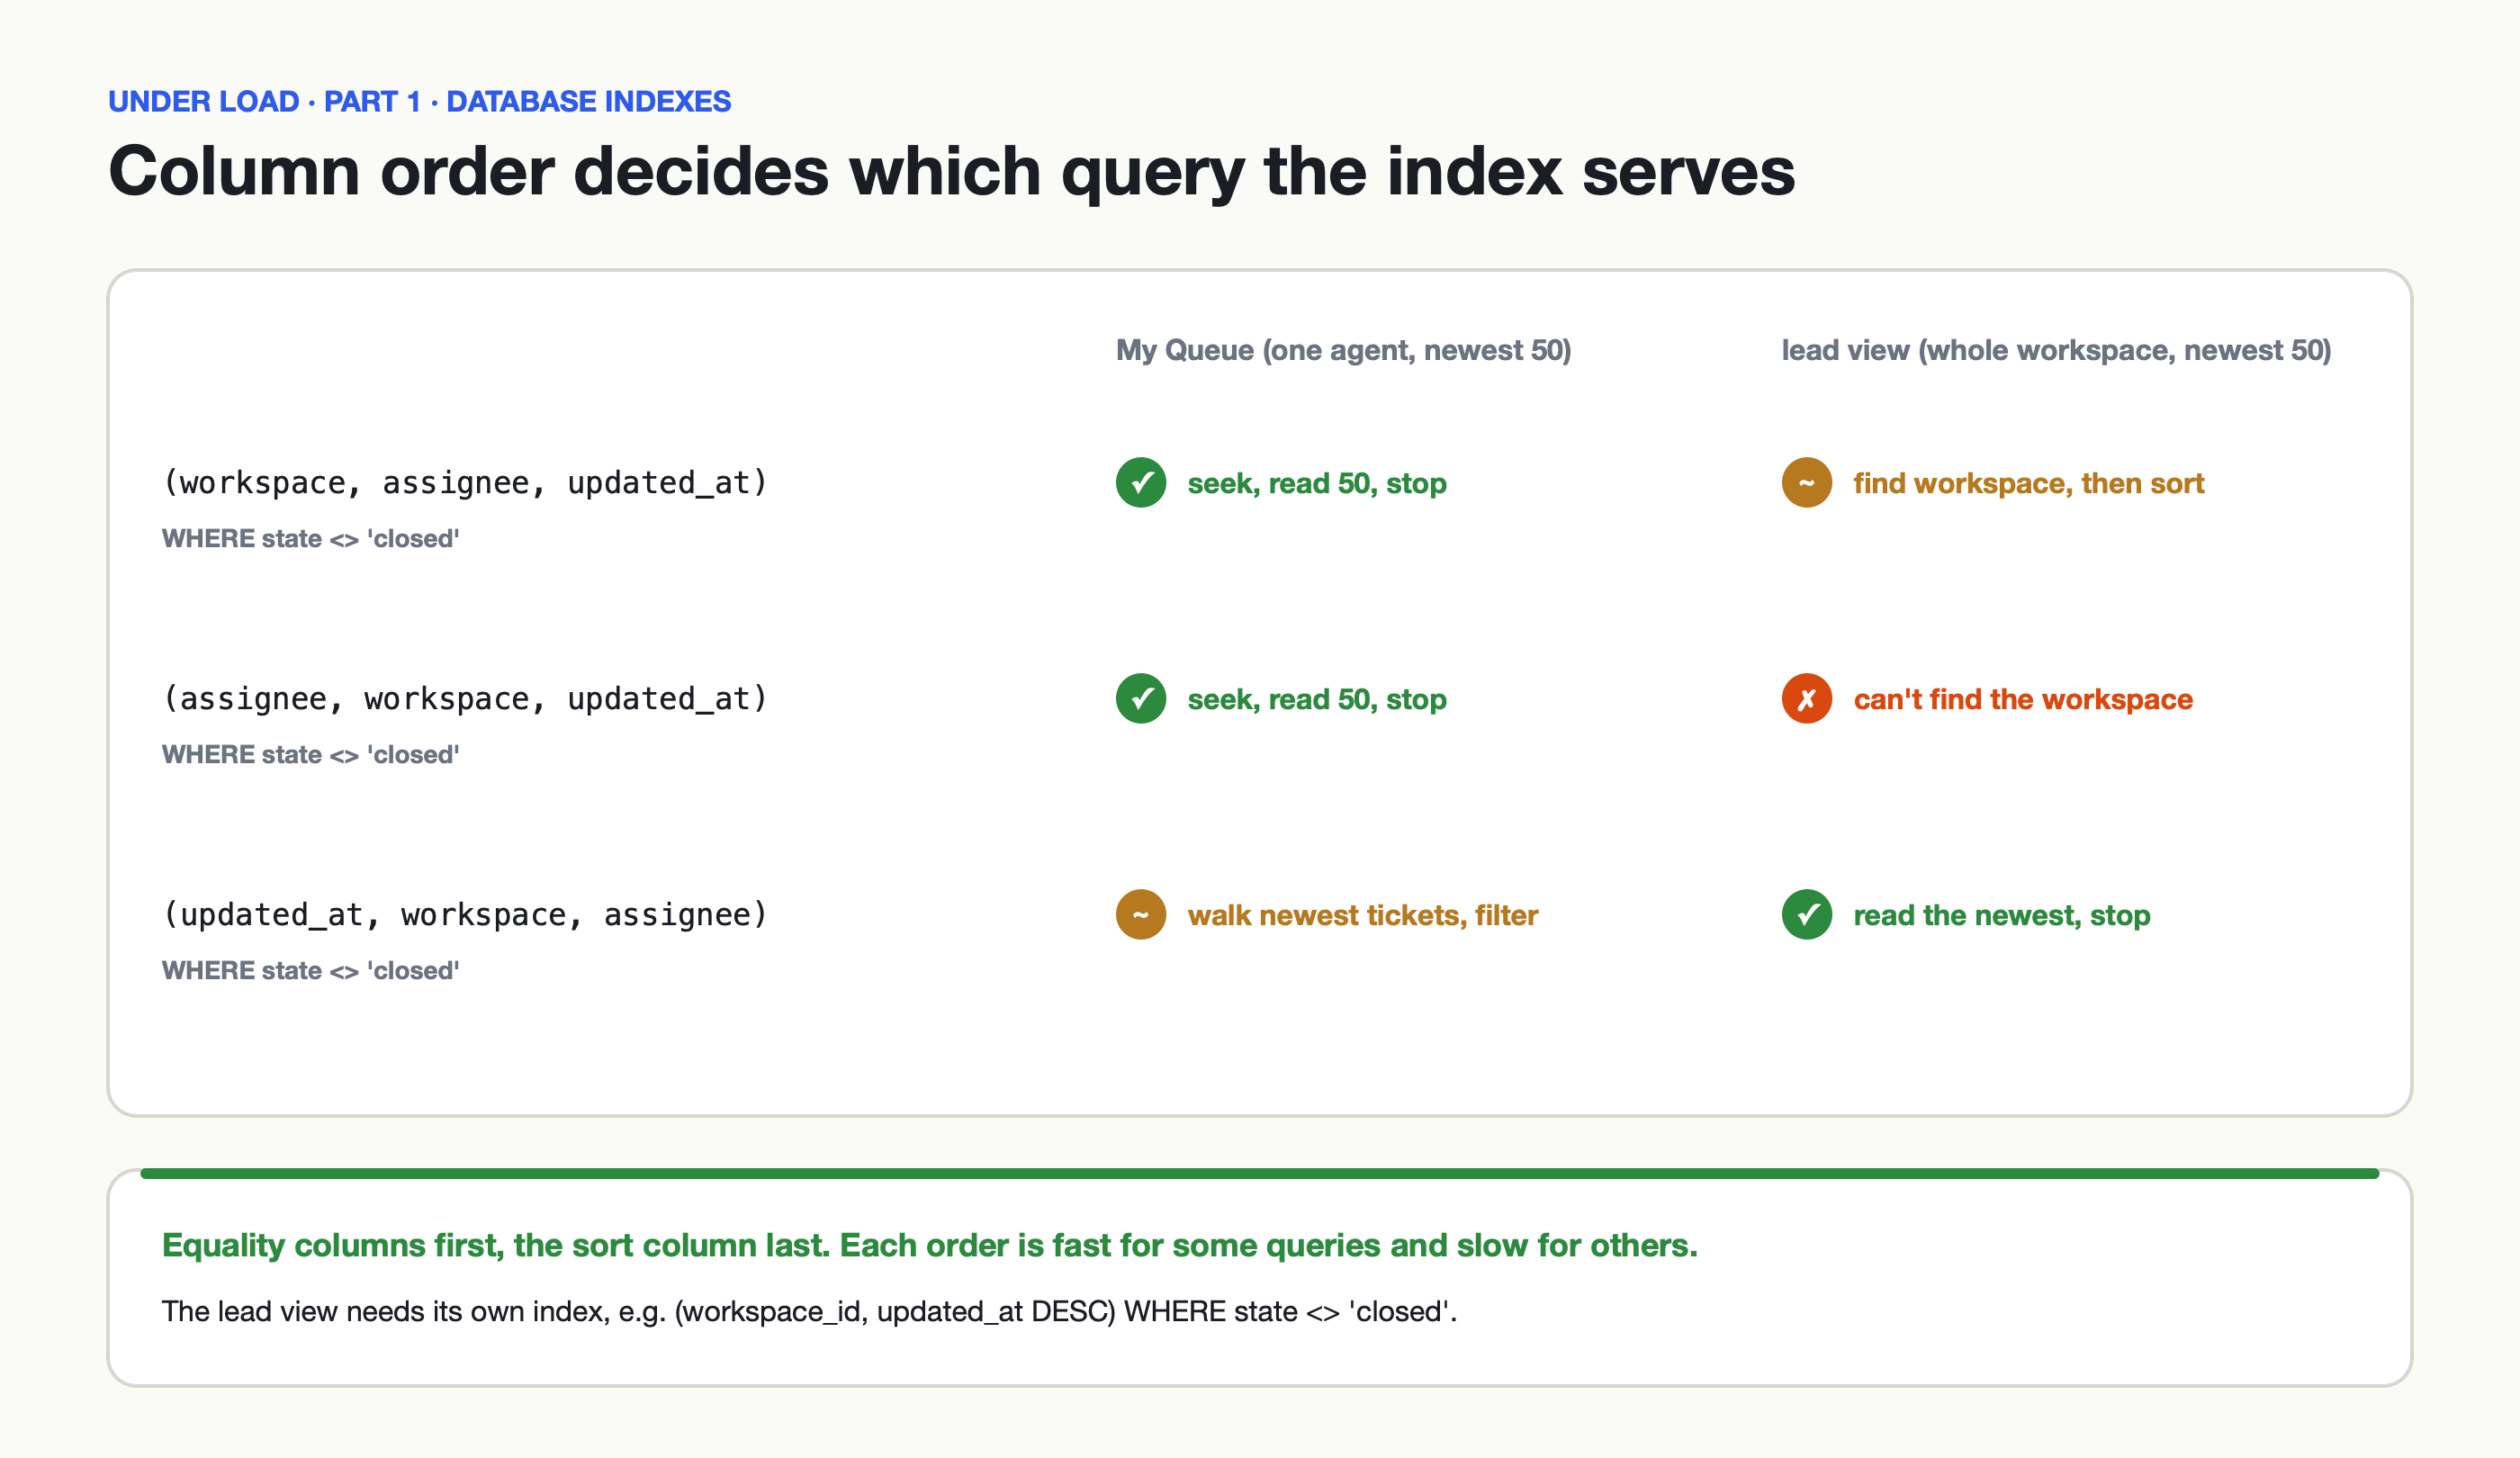 UNDER LOAD · PART 1 · DATABASE INDEXES
Column order decides which query the index serves
My Queue (one agent, newest 50)
lead view (whole workspace, newest 50)
(workspace, assignee, updated_at)
✓ seek, read 50, stop
~ find workspace, then sort
WHERE state <> 'closed'
(assignee, workspace, updated_at)
✓ seek, read 50, stop
✗ can't find the workspace
WHERE state <> 'closed'
(updated_at, workspace, assignee)
~ walk newest tickets, filter
✓ read the newest, stop
WHERE state <> 'closed'
Equality columns first, the sort column last. Each order is fast for some queries and slow for others.
The lead view needs its own index, e.g. (workspace_id, updated_at DESC) WHERE state <> 'closed'.